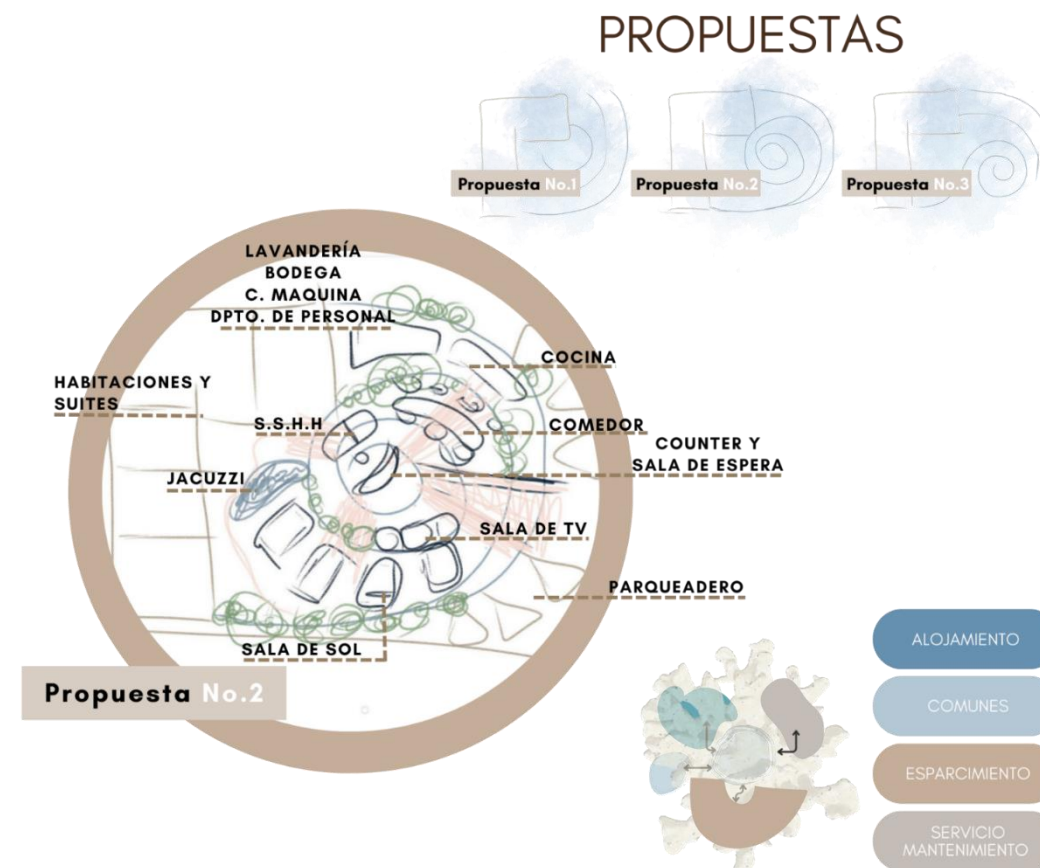 PROPUESTAS
Propuesta No.1
Propuesta No.2
Propuesta No.3
LAVANDERÍA
BODEGA
C. MAQUINA
DPTO. DE PERSONAL
COCINA
HABITACIONES Y
SUITES
S.S.H.H
COMEDOR
COUNTER Y
SALA DE ESPERA
JACUZZI
SALA DE TV
PARQUEADERO
SALA DE SOL
Propuesta No.2
ALOJAMIENTO
COMUNES
ESPARCIMIENTO
SERVICIO
MANTENIMIENTO